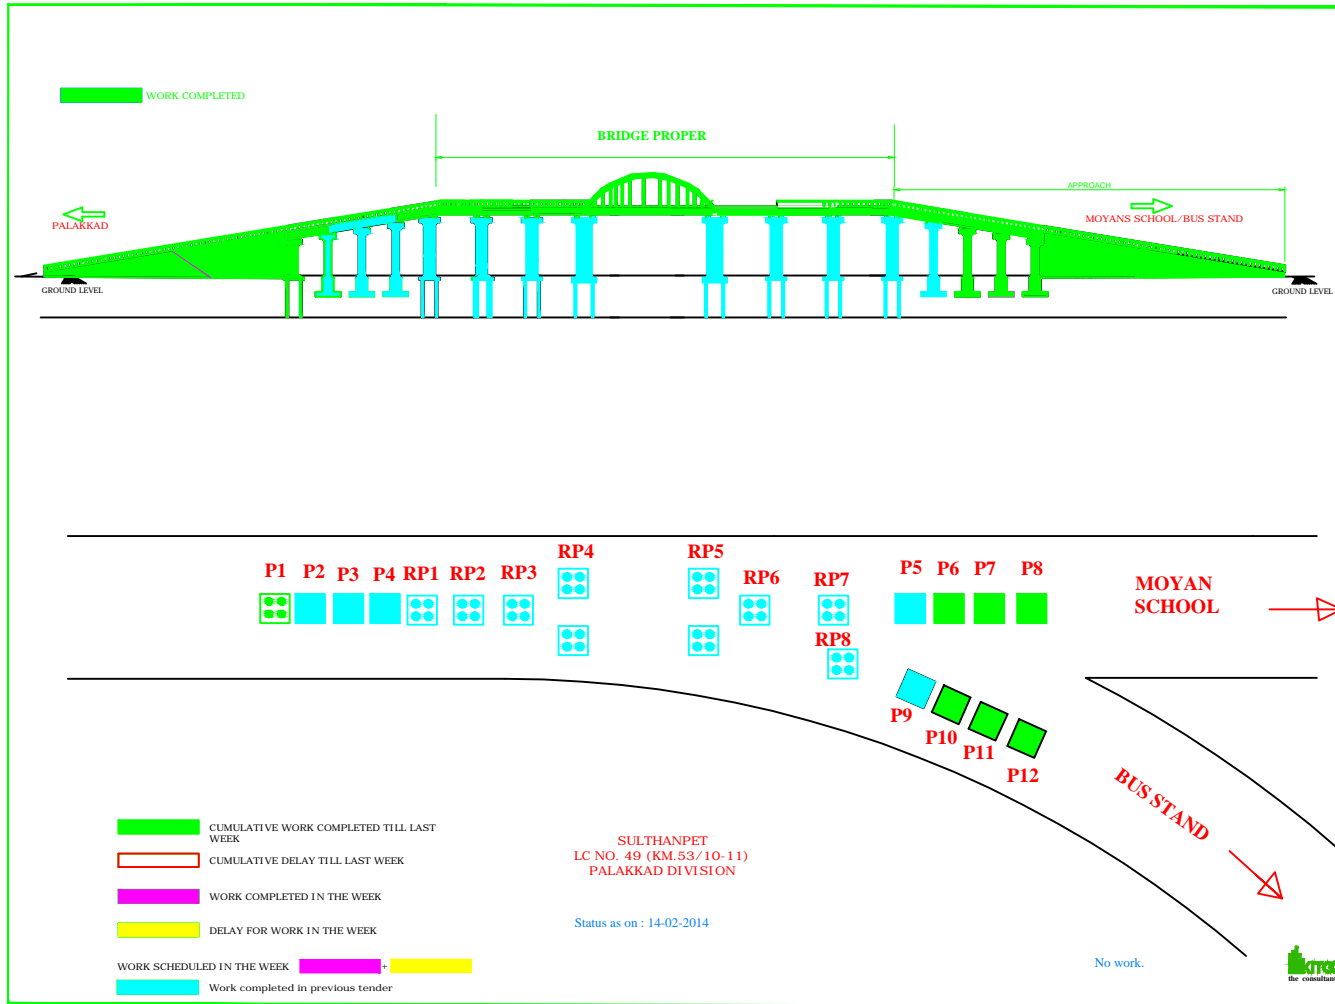 WORK COMPLETED
BRIDGE PROPER
APPROACH
PALAKKAD
MOYANS SCHOOL/BUS STAND
GROUND LEVEL
GROUND LEVEL
RP4
RP5
P1
P2
P3
P4
RP1
RP2
RP3
RP6
RP7
P5
P6
P7
P8
MOYAN
SCHOOL
RP8
P9
P10
P11
P12
BUS STAND
CUMULATIVE WORK COMPLETED TILL LAST
WEEK
CUMULATIVE DELAY TILL LAST WEEK
WORK COMPLETED IN THE WEEK
DELAY FOR WORK IN THE WEEK
WORK SCHEDULED IN THE WEEK +
Work completed in previous tender
SULTHANPET
LC NO. 49 (KM.53/10-11)
PALAKKAD DIVISION
Status as on : 14-02-2014
No work.
the